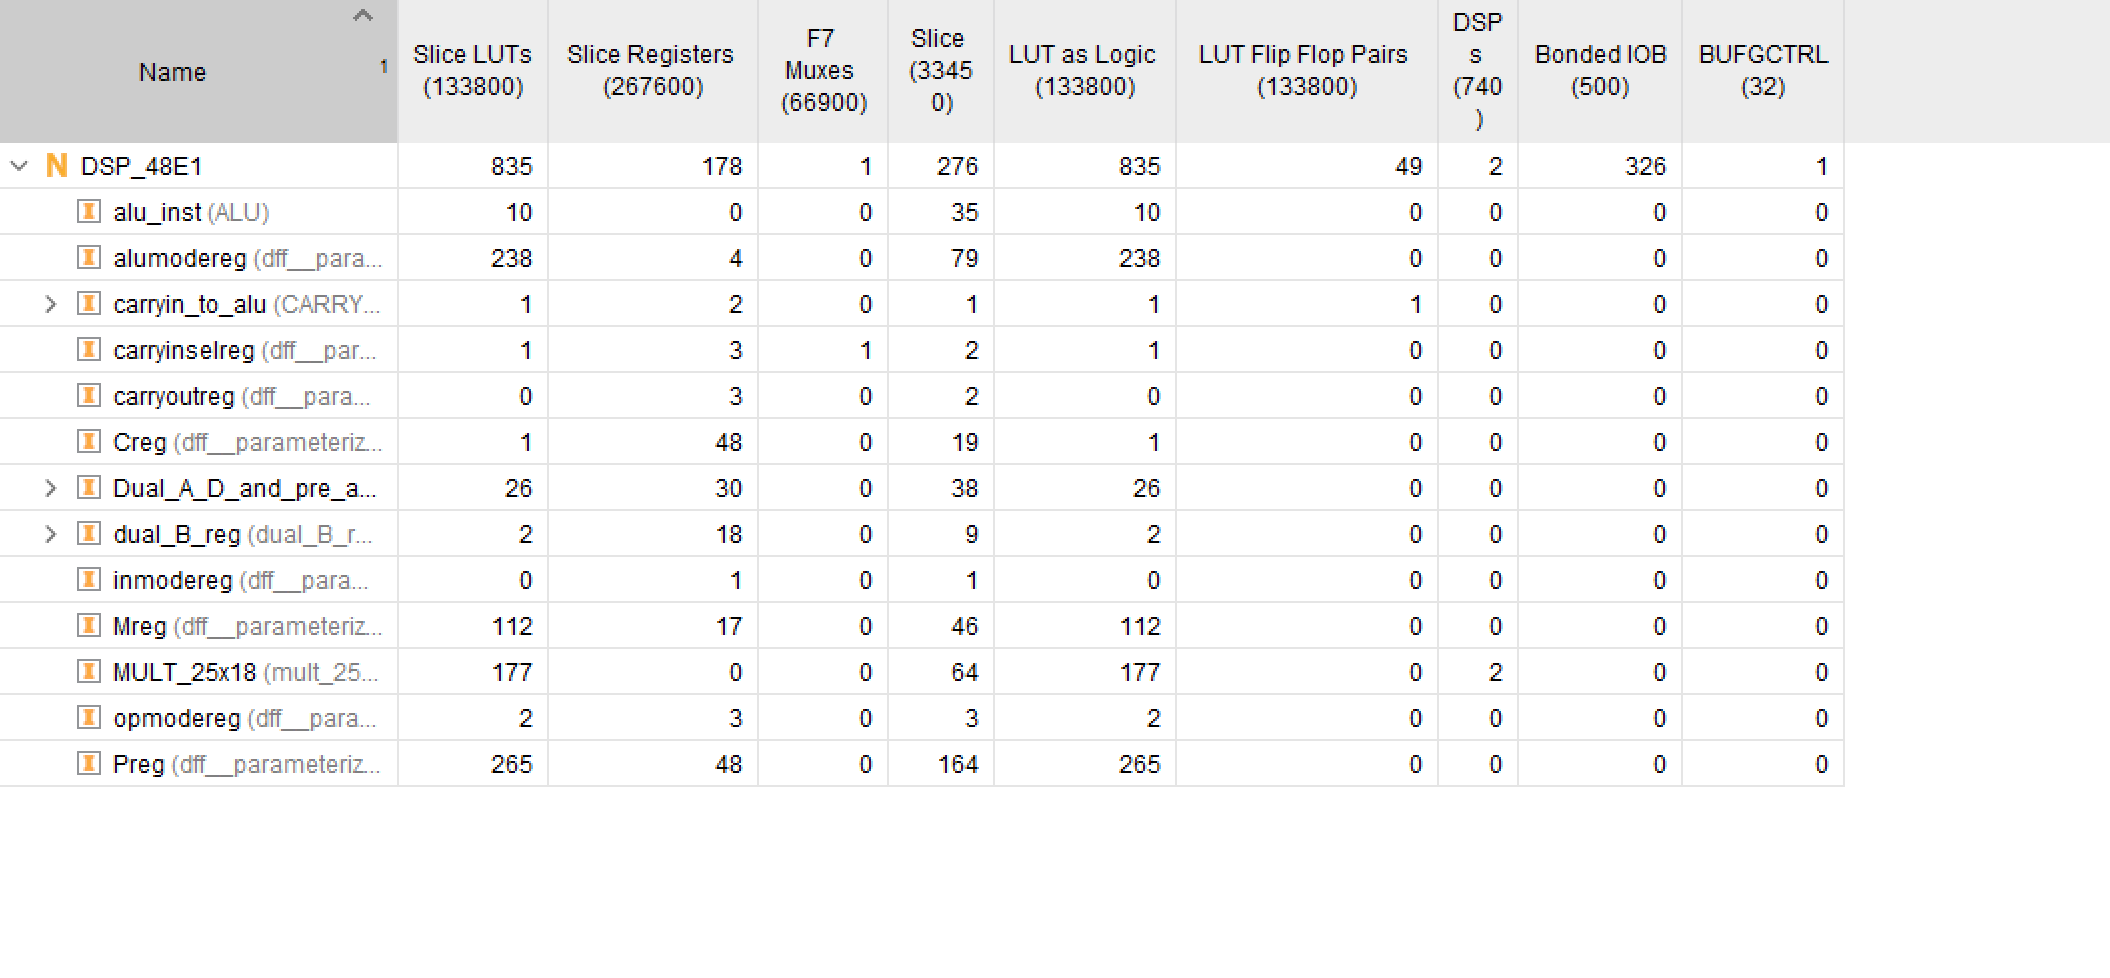 Name 1 Slice LUTs (133800) Slice Registers (267600) F7 Muxes (66900) Slice (33450) LUT as Logic (133800) LUT Flip Flop Pairs (133800) DSPs (740) Bonded IOB (500) BUFGCTRL (32)
N DSP_48E1 835 178 1 276 835 49 2 326 1
I alu_inst (ALU) 10 0 0 35 10 0 0 0 0
I alumodereg (dff__para... 238 4 0 79 238 0 0 0 0
I carryin_to_alu (CARRY... 1 2 0 1 1 1 0 0 0
I carryinselreg (dff__par... 1 3 1 2 1 0 0 0 0
I carryoutreg (dff__para... 0 3 0 2 0 0 0 0 0
I Creg (dff__parameteriz... 1 48 0 19 1 0 0 0 0
I Dual_A_D_and_pre_a... 26 30 0 38 26 0 0 0 0
I dual_B_reg (dual_B_r... 2 18 0 9 2 0 0 0 0
I inmodereg (dff__para... 0 1 0 1 0 0 0 0 0
I Mreg (dff__parameteriz... 112 17 0 46 112 0 0 0 0
I MULT_25x18 (mult_25... 177 0 0 64 177 0 2 0 0
I opmodereg (dff__para... 2 3 0 3 2 0 0 0 0
I Preg (dff__parameteriz... 265 48 0 164 265 0 0 0 0